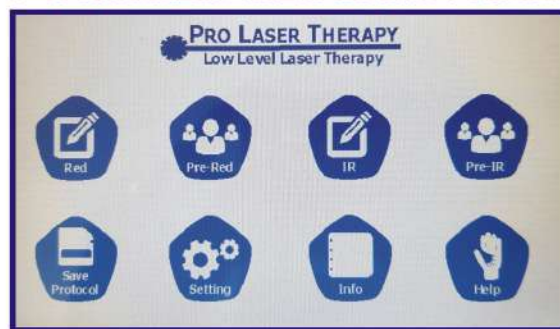 PRO LASER THERAPY
Low Level Laser Therapy
Red
Pre-Red
IR
Pre-IR
Save
Protocol
Setting
Info
Help